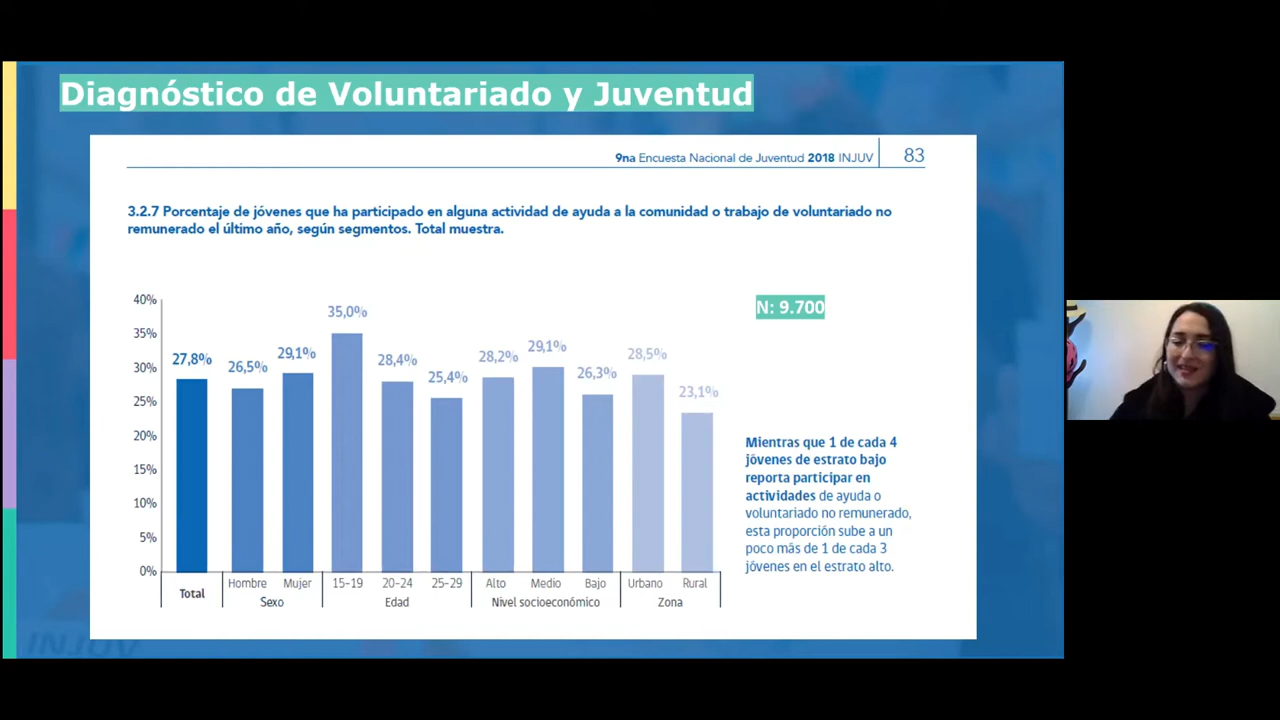 Diagnóstico de Voluntariado y Juventud
9na Encuesta Nacional de Juventud 2018 INJUV
83
3.2.7 Porcentaje de jóvenes que ha participado en alguna actividad de ayuda a la comunidad o trabajo de voluntariado no
remunerado el último año, según segmentos. Total muestra.
N: 9.700
40%
35%
30%
25%
20%
15%
10%
5%
0%
27,8%
26,5%
29,1%
35,0%
28,4%
25,4%
28,2%
29,1%
26,3%
28,5%
23,1%
Total
Hombre
Mujer
15-19
20-24
25-29
Alto
Medio
Bajo
Urbano
Rural
Sexo
Edad
Nivel socioeconómico
Zona
Mientras que 1 de cada 4
jóvenes de estrato bajo
reporta participar en
actividades de ayuda o
voluntariado no remunerado,
esta proporción sube a un
poco más de 1 de cada 3
jóvenes en el estrato alto.
INJUV